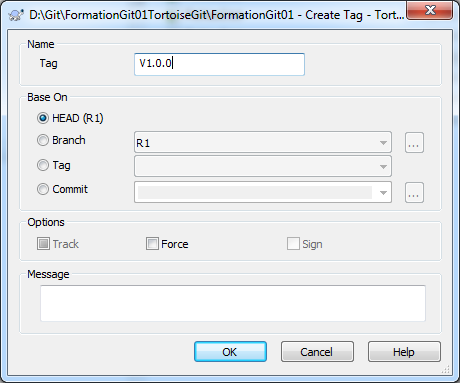 D:\Git\FormationGit01TortoiseGit\FormationGit01 - Create Tag - Tort...
Name
Tag V1.0.0
Base On
HEAD (R1)
Branch R1 ...
Tag
Commit ...
Options
Track Force Sign
Message
OK Cancel Help